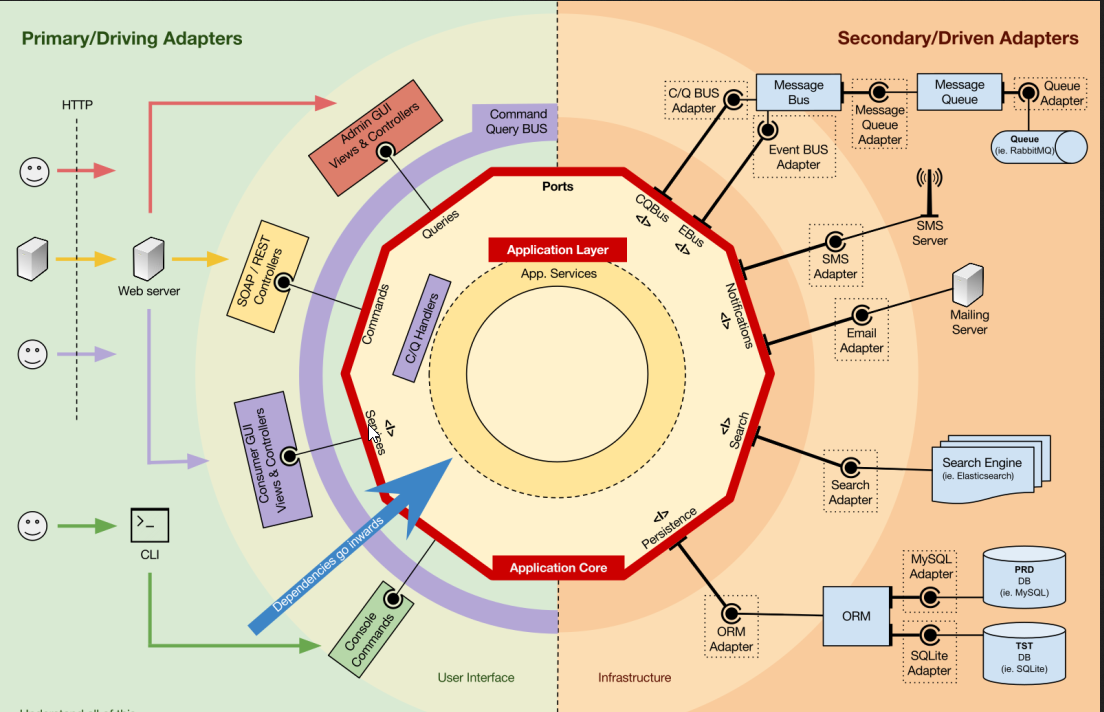 Primary/Driving Adapters
Secondary/Driven Adapters
HTTP
Web server
CLI
Admin GUI
Views & Controllers
SOAP / REST
Controllers
Consumer GUI
Views & Controllers
Console
Commands
Command
Query BUS
Ports
Queries
Commands
Services
C/Q Handlers
Application Layer
App. Services
Application Core
Dependencies go inwards
User Interface
Infrastructure
CQBus
</>
EBus
</>
Notifications
</>
Search
</>
Persistence
</>
</>
C/Q BUS
Adapter
Message
Bus
Event BUS
Adapter
Message
Queue
Adapter
Message
Queue
Queue
Adapter
Queue
(ie. RabbitMQ)
SMS
Adapter
SMS
Server
Email
Adapter
Mailing
Server
Search
Adapter
Search Engine
(ie. Elasticsearch)
ORM
Adapter
ORM
MySQL
Adapter
PRD
DB
(ie. MySQL)
SQLite
Adapter
TST
DB
(ie. SQLite)